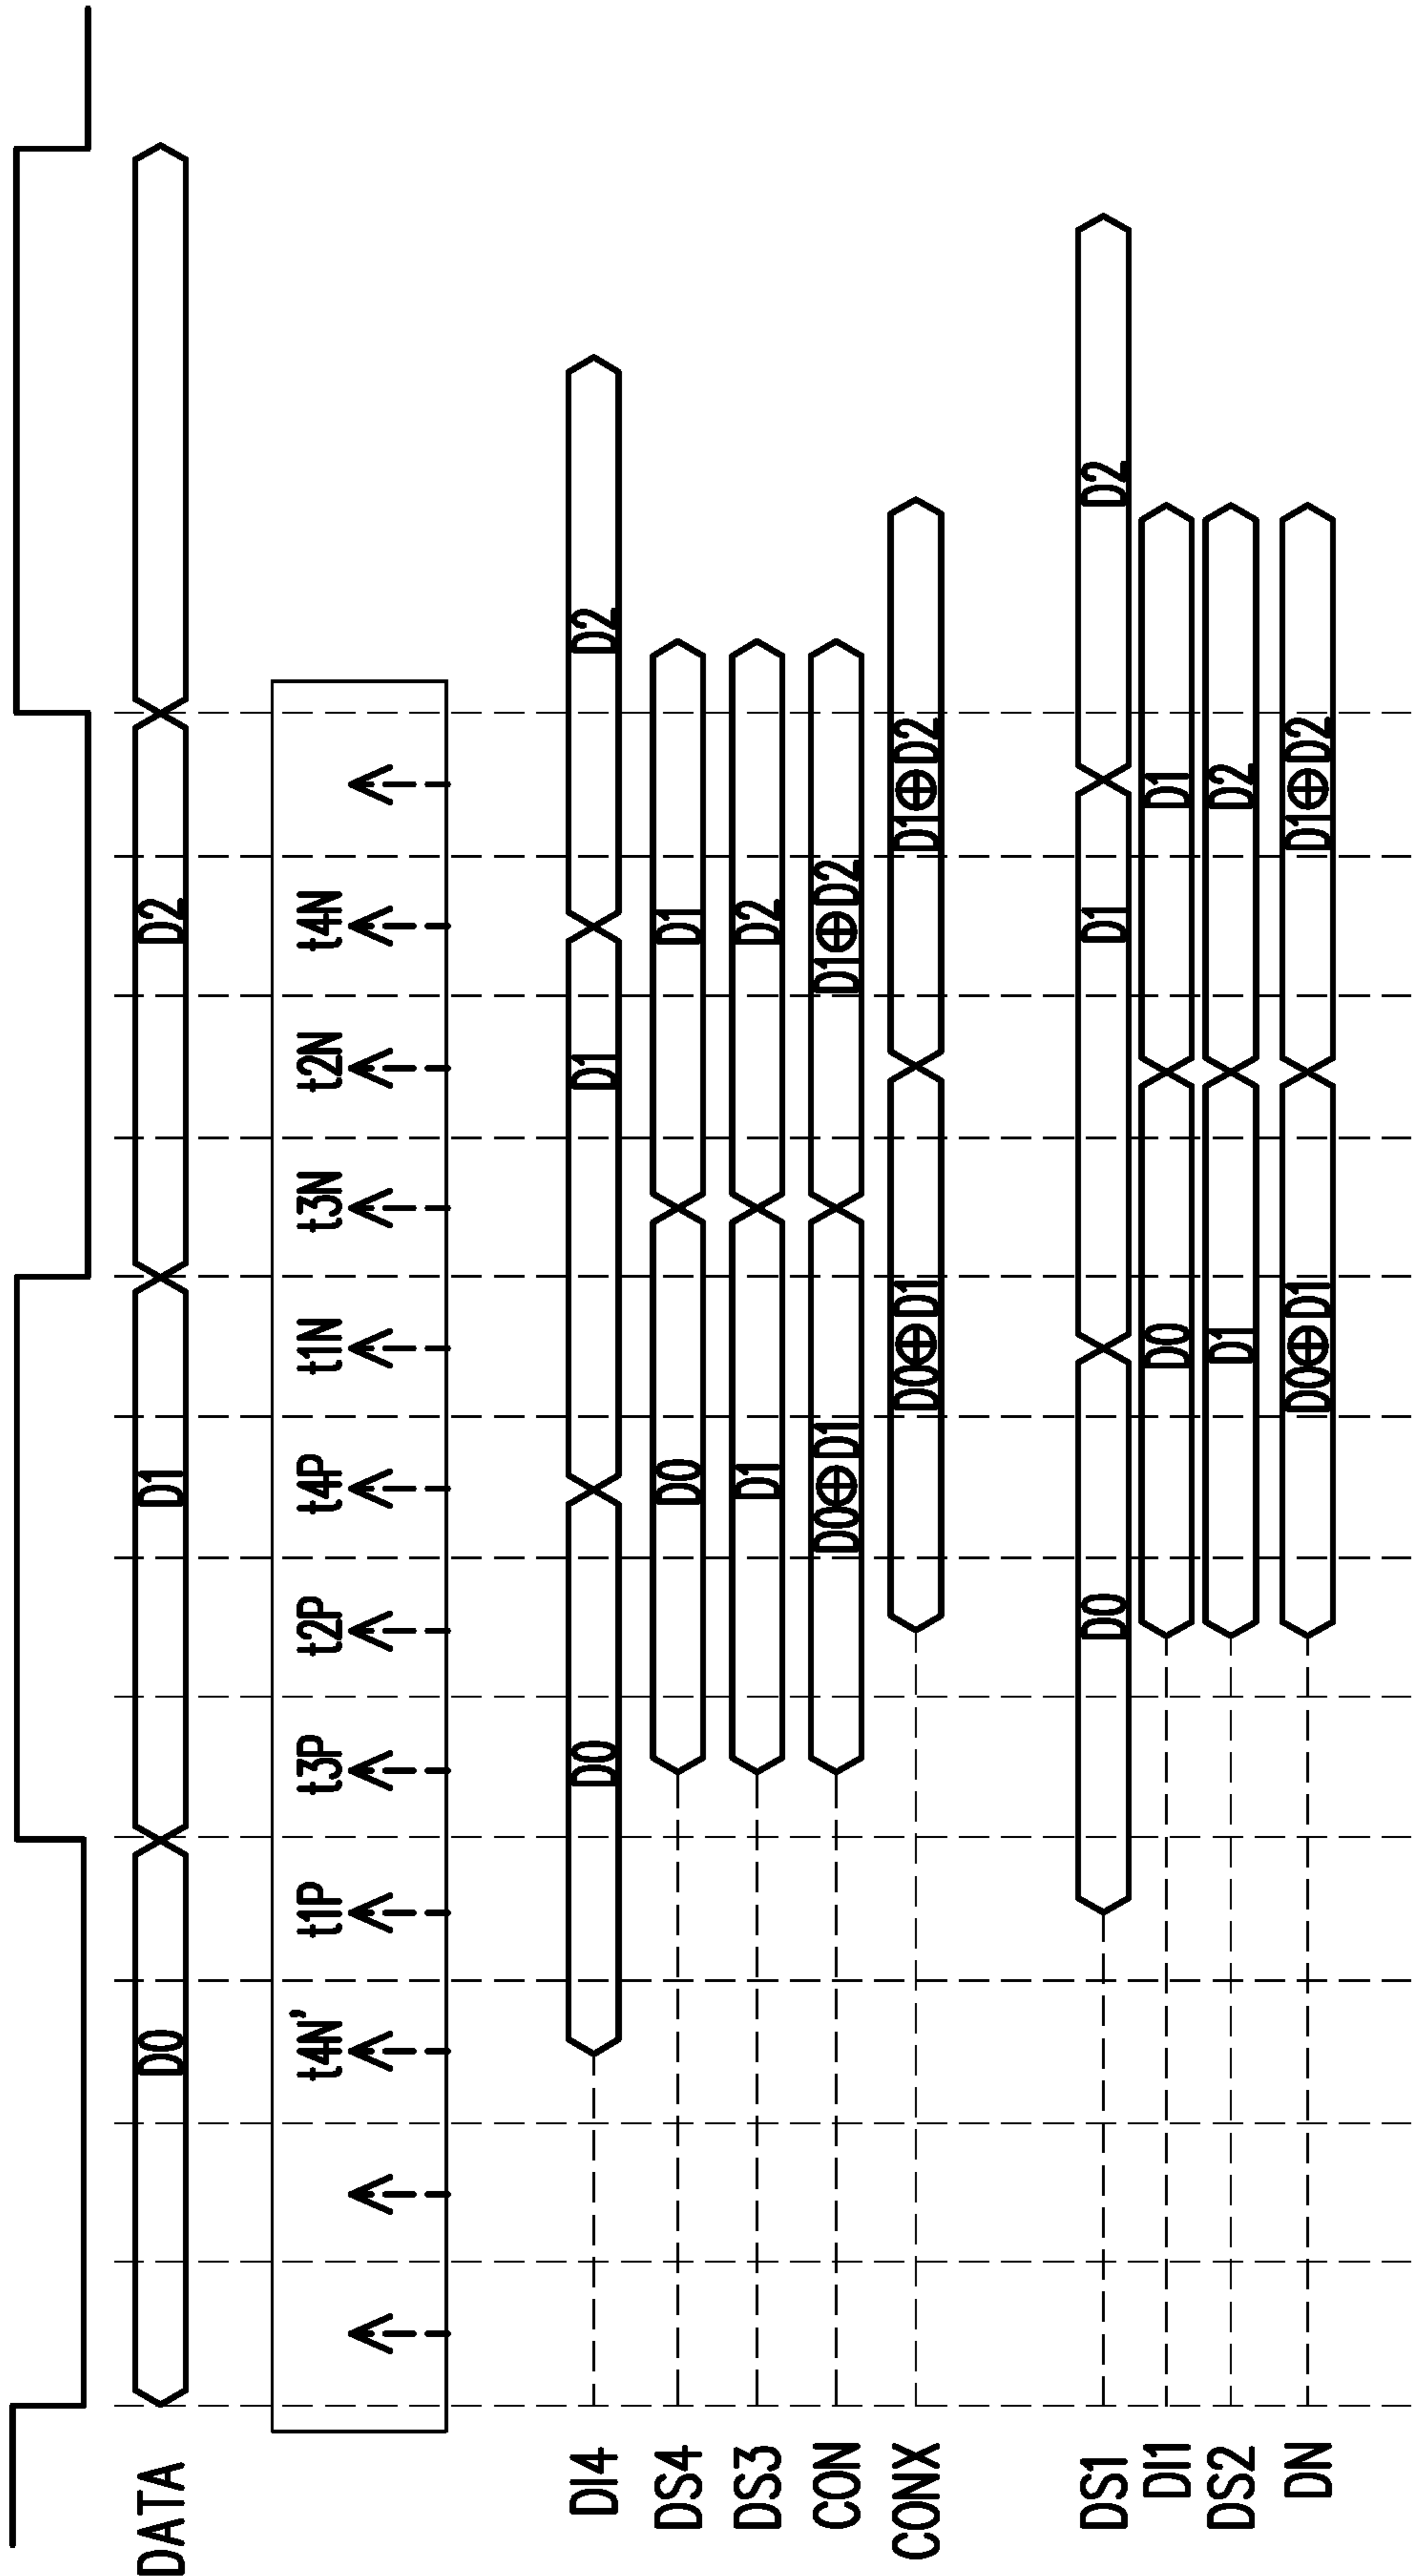 DATA D0 D1 D2
t4N' t1P t3P t2P t4P t1N t3N t2N t4N
DI4 D0 D1 D2
DS4 D0 D1
DS3 D1 D2
CON D0⊕D1 D1⊕D2
CONX D0⊕D1 D1⊕D2
DS1 D0 D1 D2
DI1 D0 D1
DS2 D1 D2
DN D0⊕D1 D1⊕D2